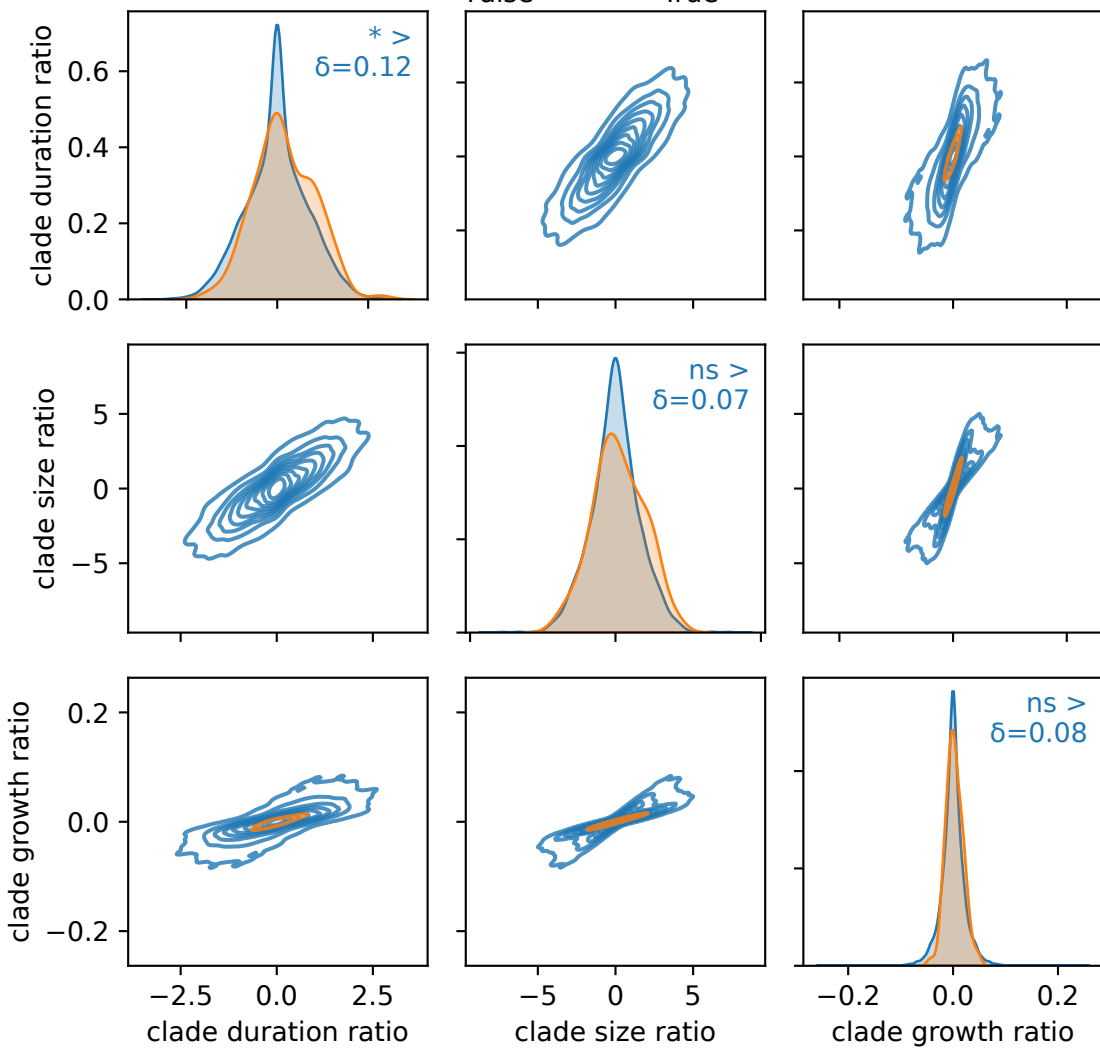 clade duration ratio
0.6
0.4
0.2
0.0
* >
δ=0.12
clade size ratio
5
0
−5
ns >
δ=0.07
clade growth ratio
0.2
0.0
−0.2
ns >
δ=0.08
−2.5 0.0 2.5
−5 0 5
−0.2 0.0 0.2
clade duration ratio
clade size ratio
clade growth ratio